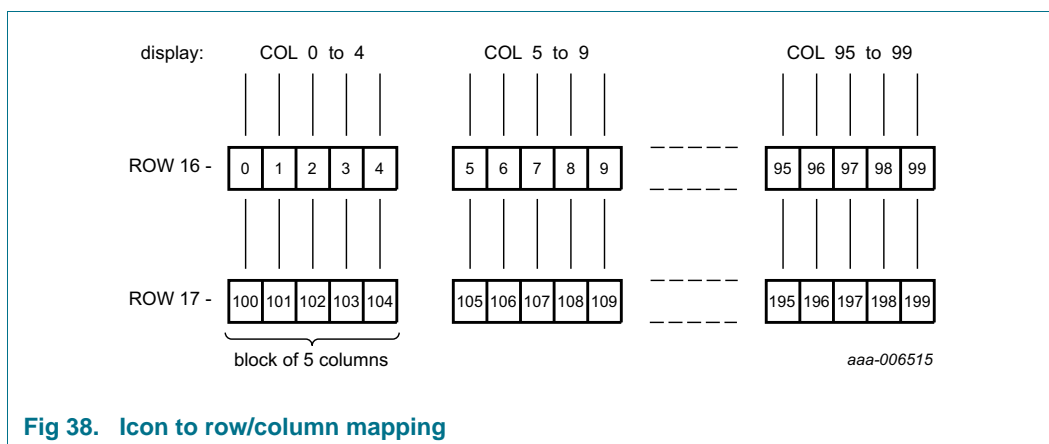 display: COL 0 to 4 COL 5 to 9 COL 95 to 99
ROW 16 - 0 1 2 3 4 5 6 7 8 9 95 96 97 98 99
ROW 17 - 100 101 102 103 104 105 106 107 108 109 195 196 197 198 199
block of 5 columns
aaa-006515
Fig 38. Icon to row/column mapping